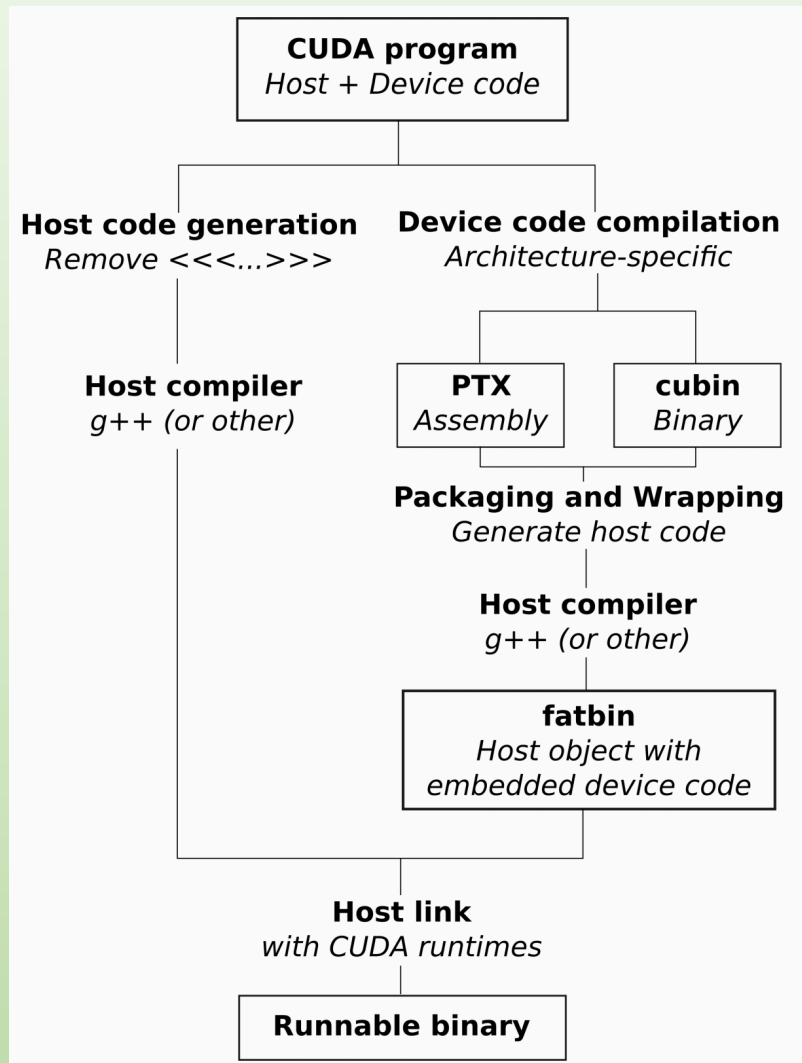 CUDA program
Host + Device code
Host code generation
Remove <<<...>>>
Device code compilation
Architecture-specific
Host compiler
g++ (or other)
PTX
Assembly
cubin
Binary
Packaging and Wrapping
Generate host code
Host compiler
g++ (or other)
fatbin
Host object with
embedded device code
Host link
with CUDA runtimes
Runnable binary